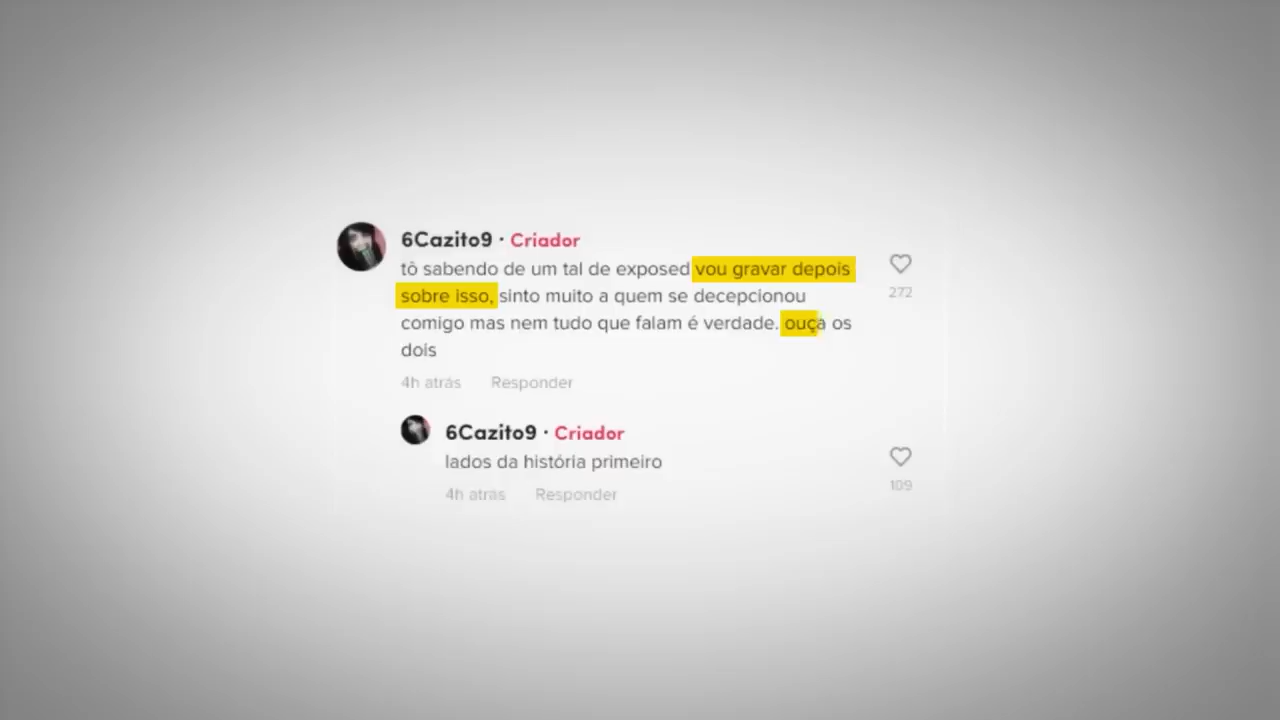 6Cazito9 · Criador
tô sabendo de um tal de exposed vou gravar depois
sobre isso, sinto muito a quem se decepcionou
comigo mas nem tudo que falam é verdade. ouça os
dois
272
4h atrás Responder
6Cazito9 · Criador
lados da história primeiro
109
4h atrás Responder